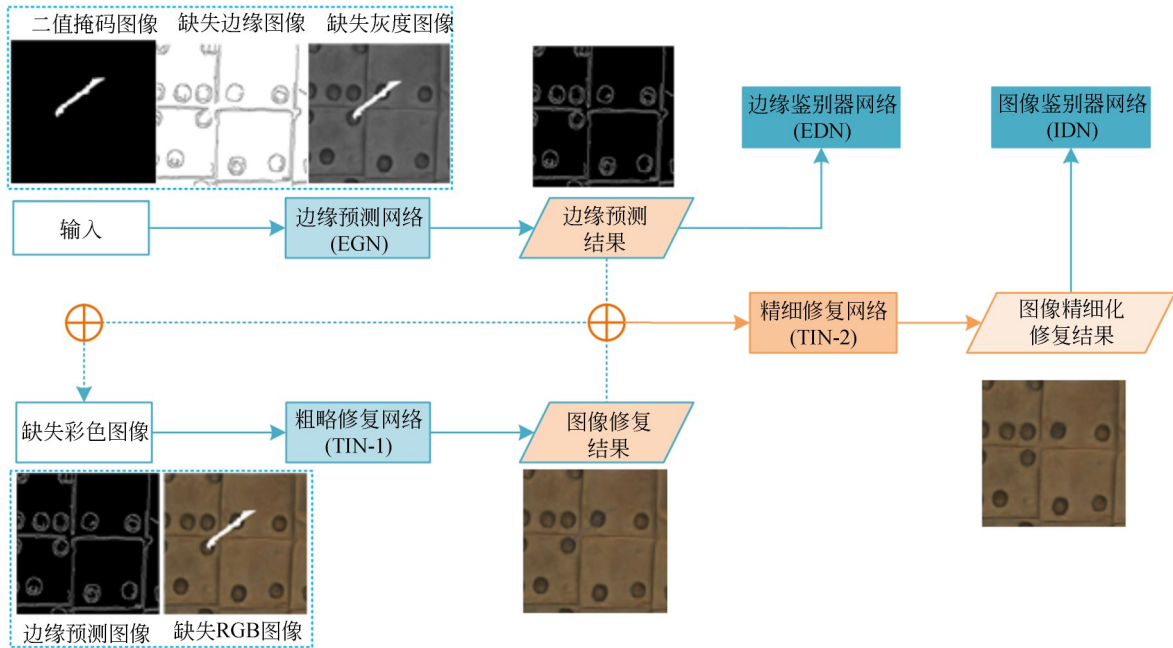 二值掩码图像
缺失边缘图像
缺失灰度图像
边缘鉴别器网络
(EDN)
图像鉴别器网络
(IDN)
输入
边缘预测网络
(EGN)
边缘预测
结果
精细修复网络
(TIN-2)
图像精细化
修复结果
缺失彩色图像
粗略修复网络
(TIN-1)
图像修复
结果
边缘预测图像
缺失RGB图像